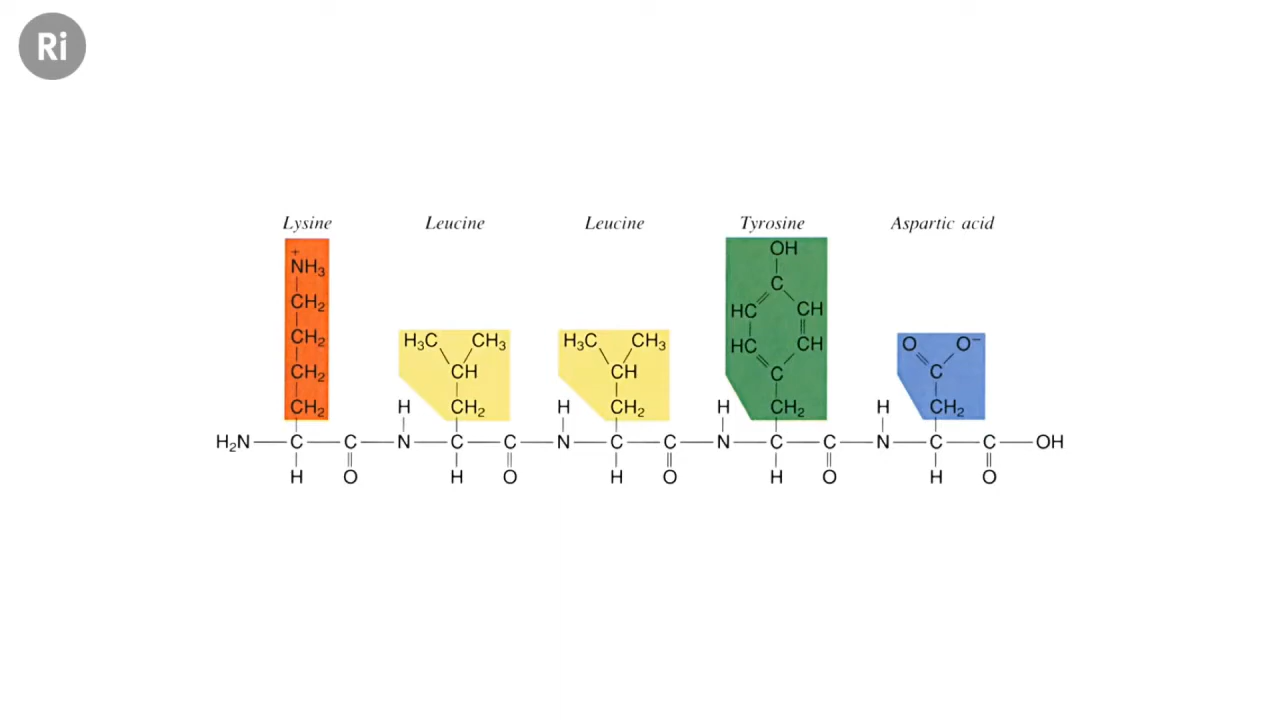 Ri
Lysine Leucine Leucine Tyrosine Aspartic acid
+ OH
NH₃
C
CH₂ HC CH
H₃C CH₃ H₃C CH₃ O O⁻
CH₂ HC CH
CH₂ CH CH C C
H CH₂ H CH₂ H CH₂ H CH₂
CH₂
H₂N C C N C C N C C N C C N C C OH
H O H O H O H O H O